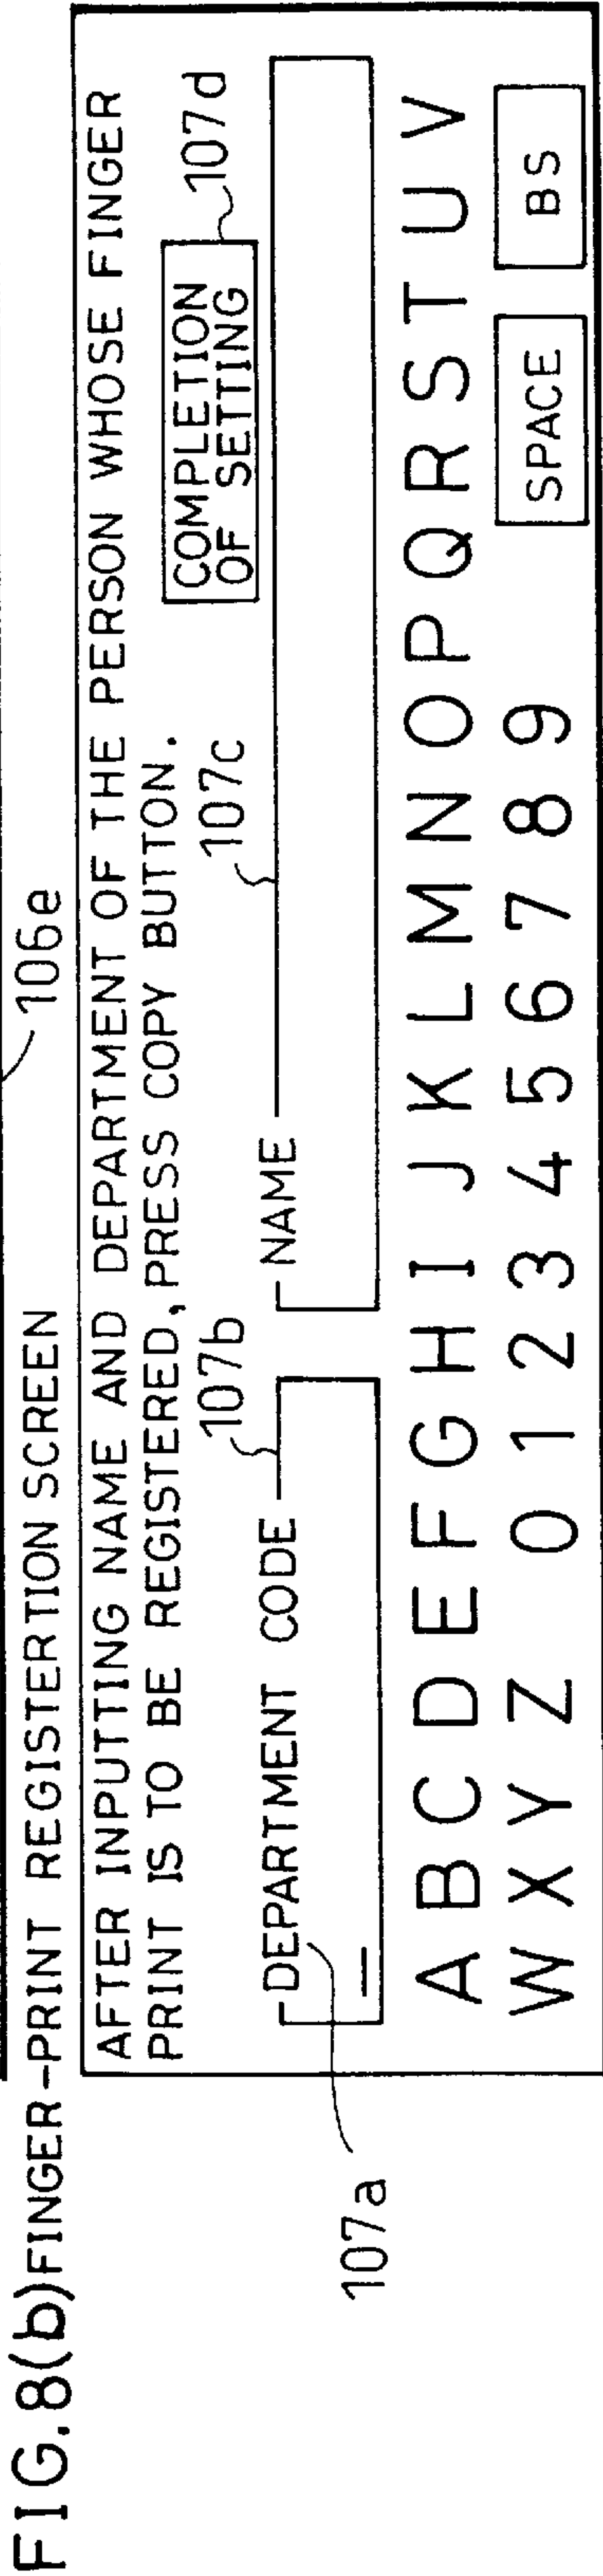 106e
FIG.8(b) FINGER-PRINT REGISTERTION SCREEN
AFTER INPUTTING NAME AND DEPARTMENT OF THE PERSON WHOSE FINGER
PRINT IS TO BE REGISTERED, PRESS COPY BUTTON.
107b
107c
COMPLETION
OF SETTING
107d
DEPARTMENT CODE
NAME
107a
A B C D E F G H I J K L M N O P Q R S T U V
W X Y Z 0 1 2 3 4 5 6 7 8 9 SPACE BS